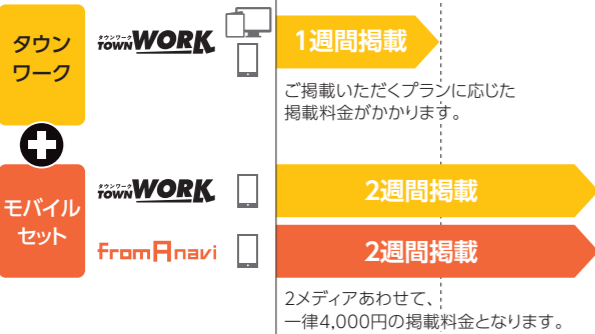 タウン
ワーク
タウンワーク
TOWNWORK
1週間掲載
ご掲載いただくプランに応じた
掲載料金がかかります。
モバイル
セット
タウンワーク
TOWNWORK
2週間掲載
fromAnavi
2週間掲載
2メディアあわせて、
一律4,000円の掲載料金となります。